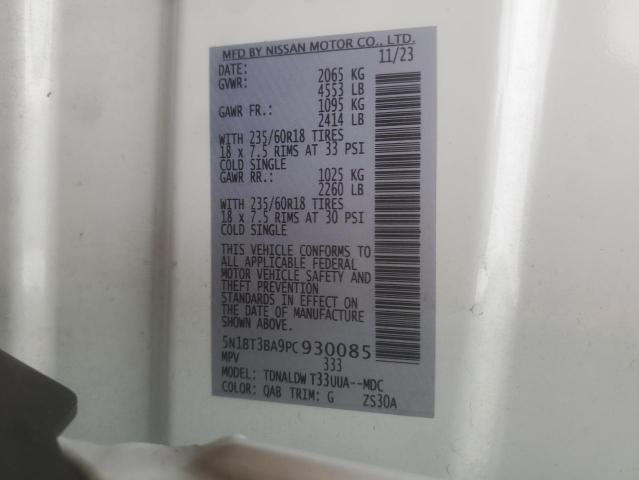 MFD BY NISSAN MOTOR CO., LTD.
DATE: 11/23
GVWR: 2065 KG
4553 LB
GAWR FR.: 1095 KG
2414 LB
WITH 235/60R18 TIRES
18 x 7.5 RIMS AT 33 PSI
COLD SINGLE
GAWR RR.: 1025 KG
2260 LB
WITH 235/60R18 TIRES
18 x 7.5 RIMS AT 30 PSI
COLD SINGLE
THIS VEHICLE CONFORMS TO
ALL APPLICABLE FEDERAL
MOTOR VEHICLE SAFETY AND
THEFT PREVENTION
STANDARDS IN EFFECT ON
THE DATE OF MANUFACTURE
SHOWN ABOVE.
5N1BT3BA9PC930085
MPV 333
MODEL: TDNALDW T33UUA--MDC
COLOR: QAB TRIM: G ZS30A